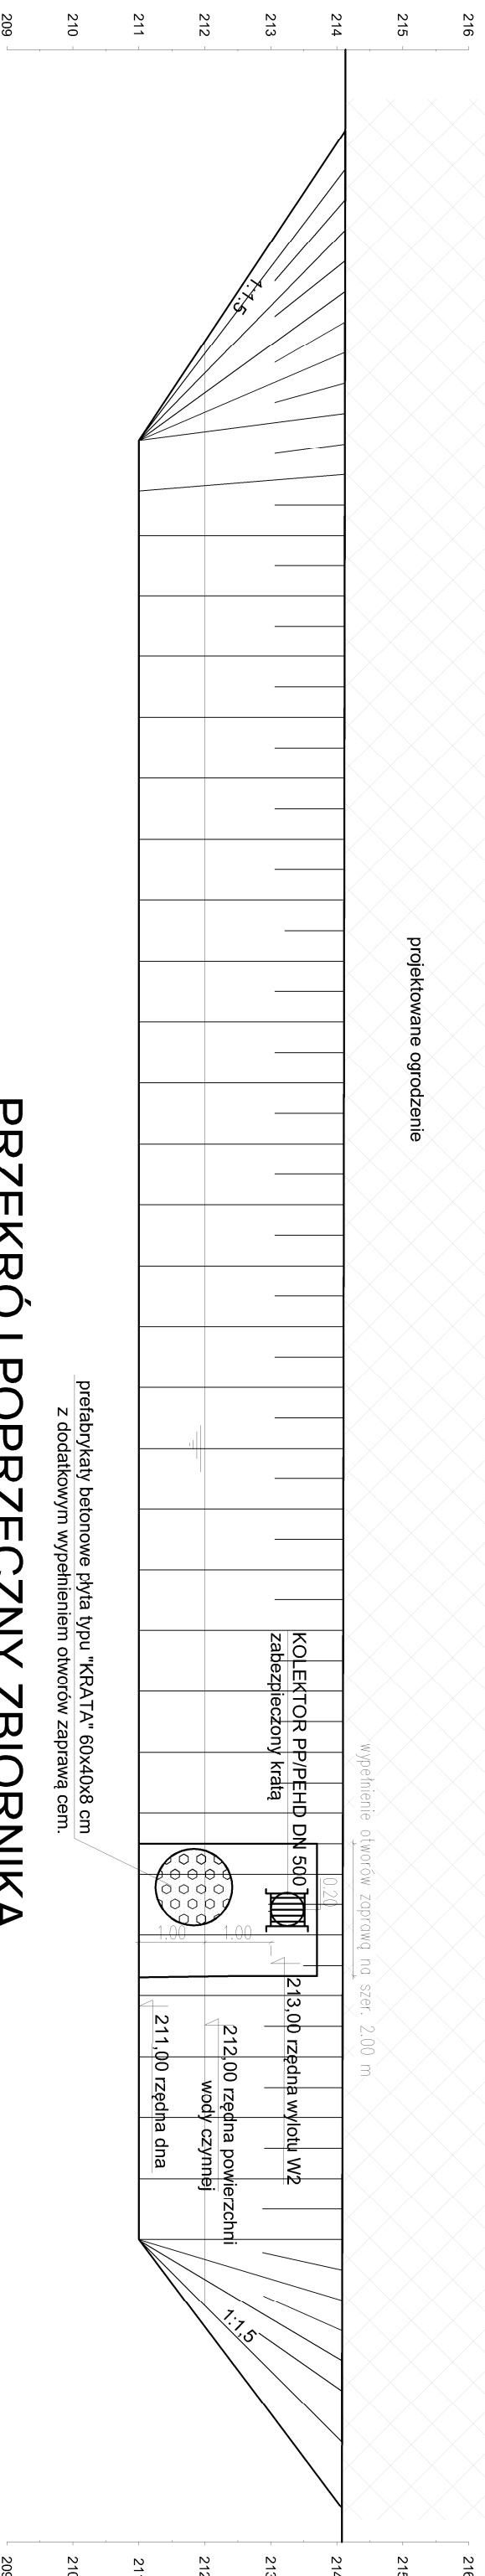 216
215
214
213
212
211
210
209
projektowane ogrodzenie
1:1,5
wypełnienie otworów zaprawą na szer. 2.00 m
KOLEKTOR PP/PEHD DN 500
zabezpieczony kratą
0.20
1.00
1.00
213,00 rzędna wylotu W2
212,00 rzędna powierzchni
wody czynnej
211,00 rzędna dna
1:1,5
prefabrykaty betonowe płyta typu "KRATA" 60x40x8 cm
z dodatkowym wypełnieniem otworów zaprawą cem.
216
215
214
213
212
211
210
209
PRZEKRÓJ POPRZECZNY ZBIORNIKA